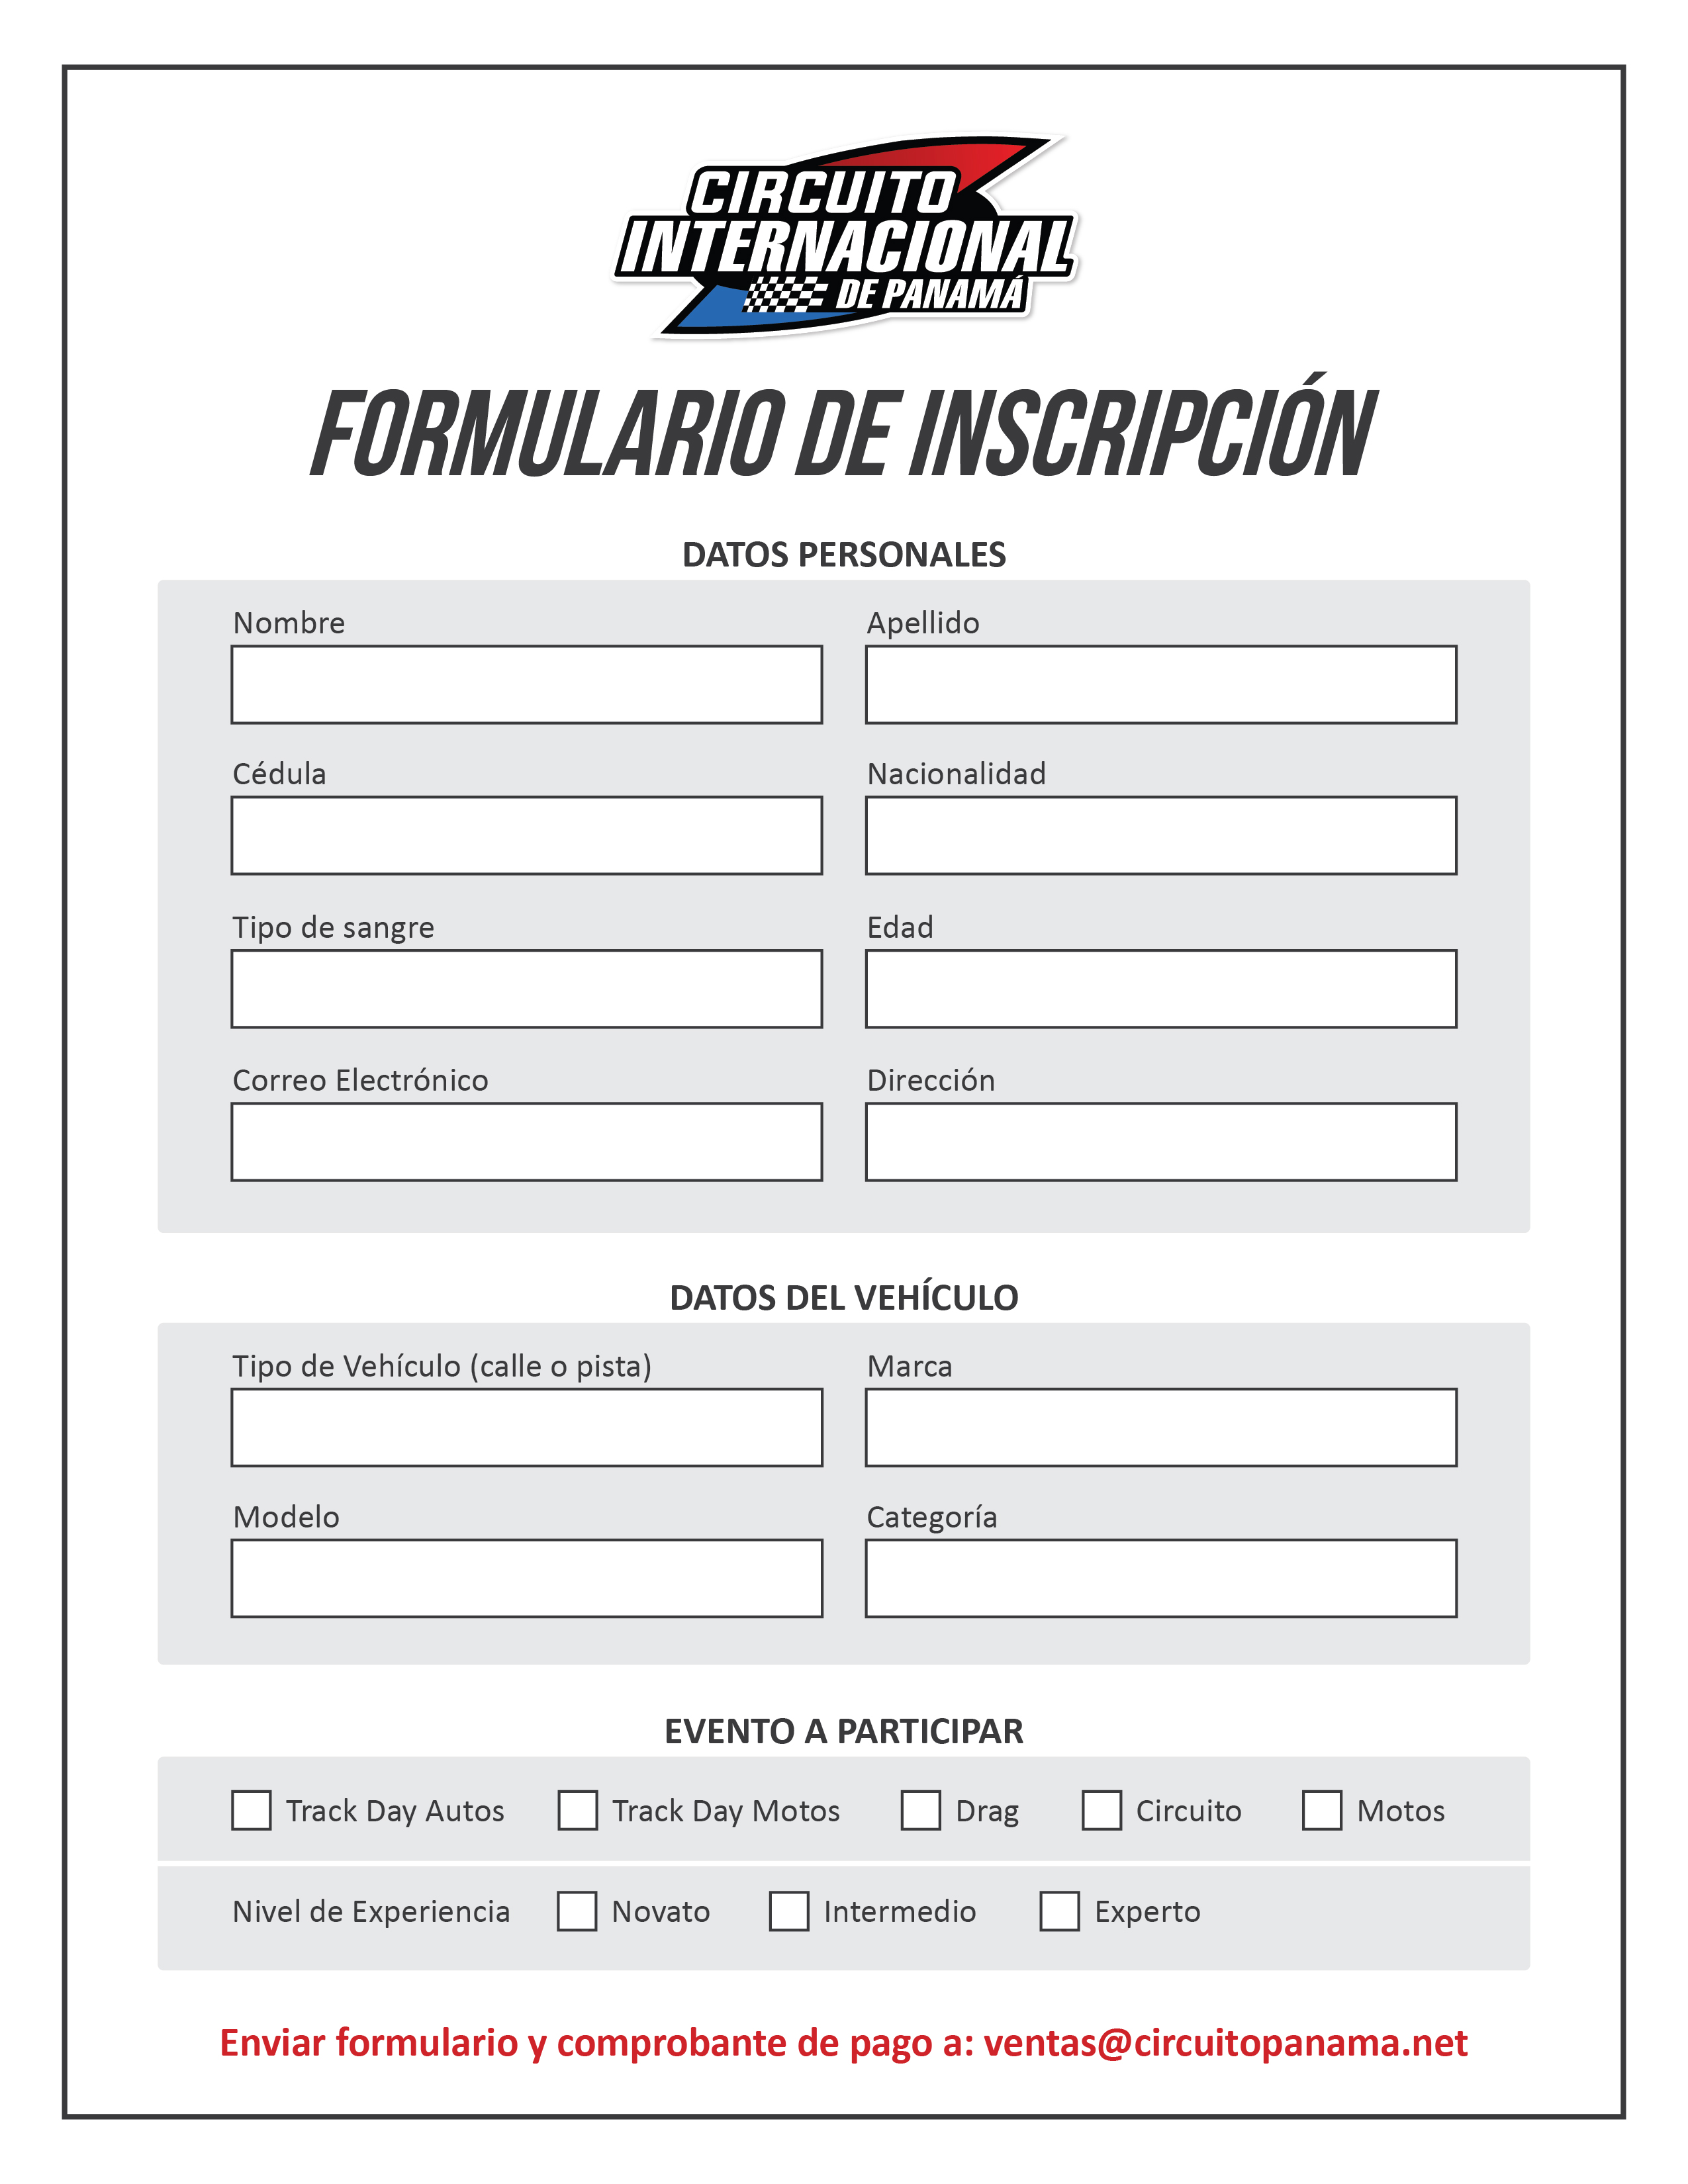 CIRCUITO
INTERNACIONAL
DE PANAMÁ
FORMULARIO DE INSCRIPCIÓN
DATOS PERSONALES
Nombre Apellido
Cédula Nacionalidad
Tipo de sangre Edad
Correo Electrónico Dirección
DATOS DEL VEHÍCULO
Tipo de Vehículo (calle o pista) Marca
Modelo Categoría
EVENTO A PARTICIPAR
Track Day Autos Track Day Motos Drag Circuito Motos
Nivel de Experiencia Novato Intermedio Experto
Enviar formulario y comprobante de pago a: ventas@circuitopanama.net